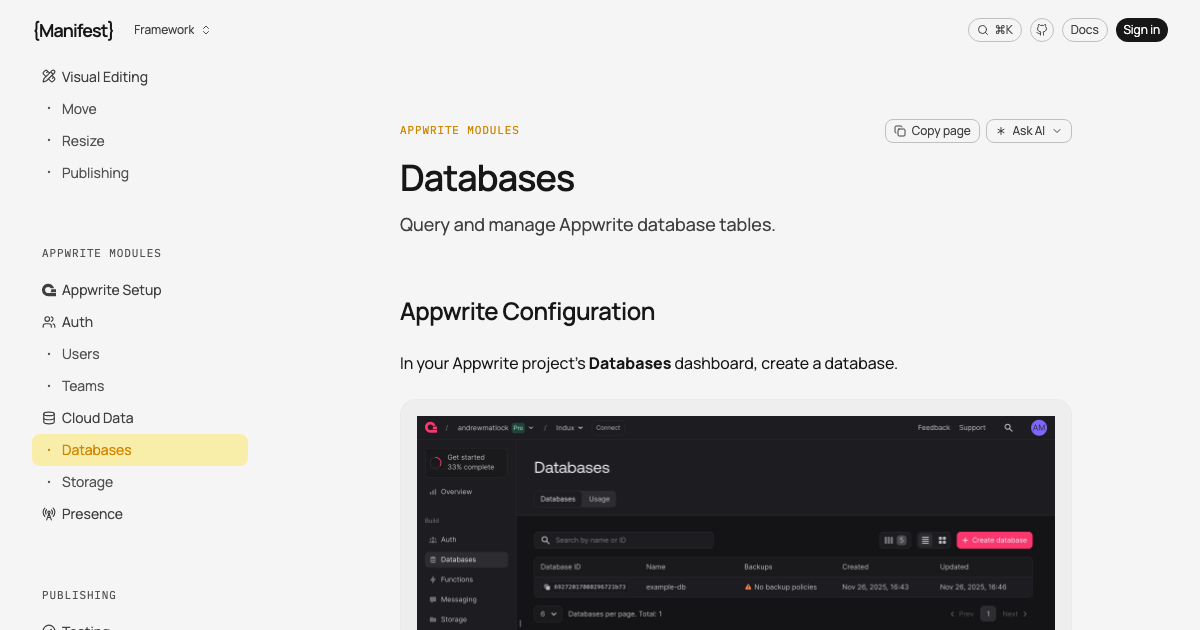 {Manifest}
Framework
⌘K
Docs
Sign in
Visual Editing
Move
Resize
Publishing
APPWRITE MODULES
Appwrite Setup
Auth
Users
Teams
Cloud Data
Databases
Storage
Presence
PUBLISHING
Testing
APPWRITE MODULES
Copy page
Ask AI
Databases
Query and manage Appwrite database tables.
Appwrite Configuration
In your Appwrite project's Databases dashboard, create a database.
/ andrewmatlock Pro / Indux Connect
Feedback Support
AM
Get started
33% complete
Overview
Build
Auth
Databases
Functions
Messaging
Storage
Databases
Databases Usage
Search by name or ID
5
+ Create database
Database ID Name Backups Created Updated
example-db No backup policies Nov 26, 2025, 16:43 Nov 26, 2025, 16:46
6 Databases per page. Total: 1
Prev 1 Next